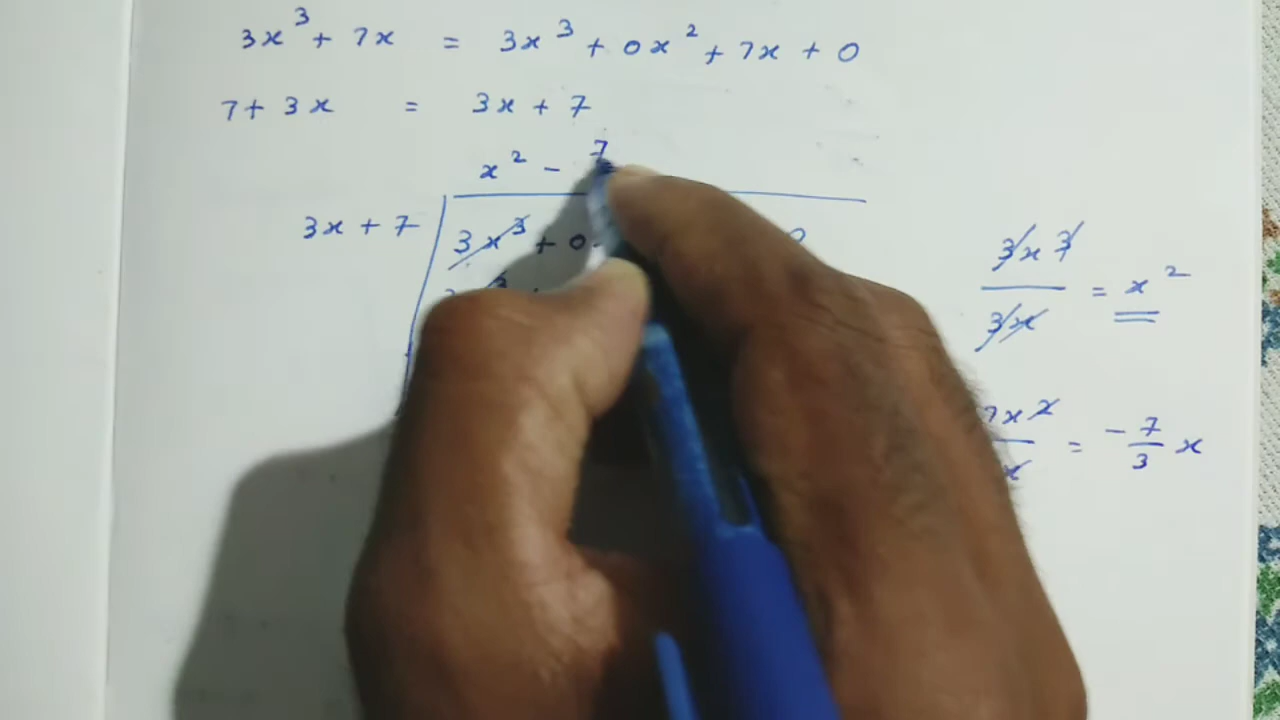 3x³ + 7x = 3x³ + 0x² + 7x + 0
7 + 3x = 3x + 7
x² - 7
3x + 7 3x³ + 0
3x3
3x = x²
7x²
x = -7/3 x